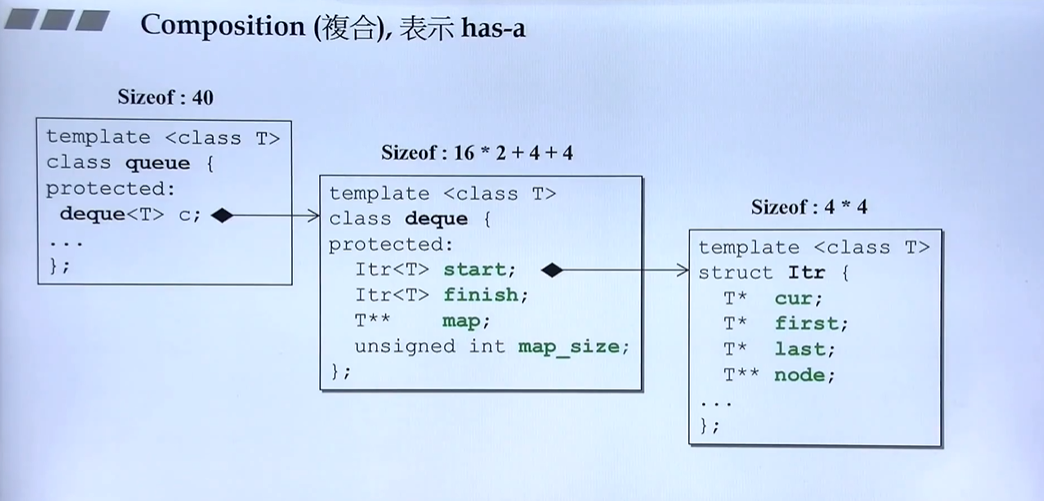 Composition (複合), 表示 has-a
Sizeof : 40
template <class T>
class queue {
protected:
deque<T> c;
...
};
Sizeof : 16 * 2 + 4 + 4
template <class T>
class deque {
protected:
Itr<T> start;
Itr<T> finish;
T** map;
unsigned int map_size;
};
Sizeof : 4 * 4
template <class T>
struct Itr {
T* cur;
T* first;
T* last;
T** node;
...
};